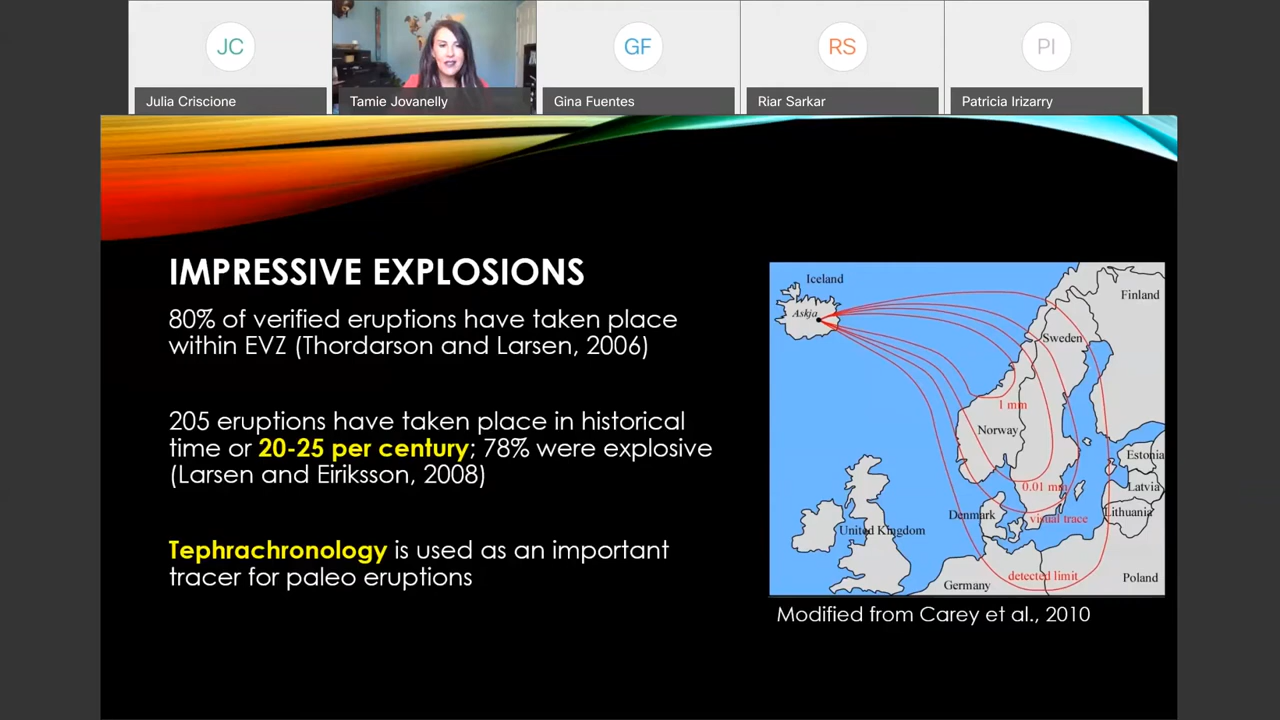 JC
GF
RS
PI
Julia Criscione
Tamie Jovanelly
Gina Fuentes
Riar Sarkar
Patricia Irizarry
IMPRESSIVE EXPLOSIONS
80% of verified eruptions have taken place
within EVZ (Thordarson and Larsen, 2006)
205 eruptions have taken place in historical
time or 20-25 per century; 78% were explosive
(Larsen and Eiriksson, 2008)
Tephrachronology is used as an important
tracer for paleo eruptions
Iceland
Askja
Finland
Sweden
1 mm
Norway
Estonia
0.01 mm
Latvia
Denmark
visual trace
Lithuania
United Kingdom
detected limit
Germany
Poland
Modified from Carey et al., 2010